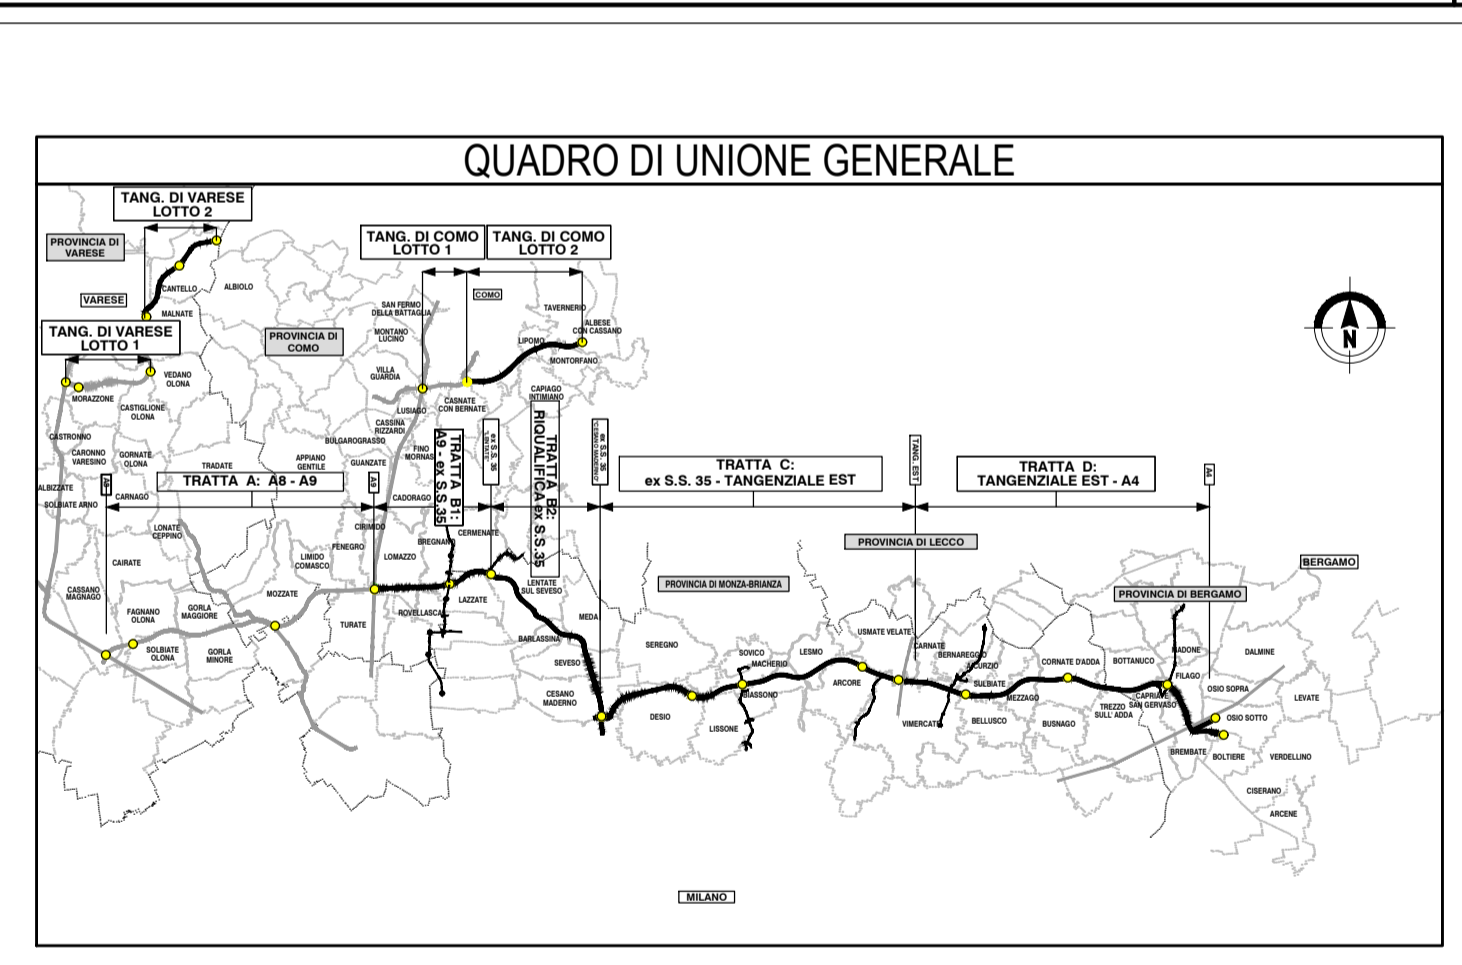 QUADRO DI UNIONE GENERALE
TANG. DI VARESE
LOTTO 2
PROVINCIA DI
VARESE
CANTELLO
ALBIOLO
VARESE
MALNATE
TANG. DI VARESE
LOTTO 1
VEDANO
OLONA
MORAZZONE
CASTIGLIONE
OLONA
PROVINCIA DI
COMO
TANG. DI COMO
LOTTO 1
TANG. DI COMO
LOTTO 2
COMO
SAN FERMO
DELLA BATTAGLIA
MONTANO
LUCINO
VILLA
GUARDIA
TAVERNERIO
ALBESE
CON CASSANO
LIPOMO
MONTORFANO
CAPIAGO
INTIMIANO
CASNATE
CON BERNATE
LUSIAGO
CASSINA
RIZZARDI
BULGAROGRASSO
FINO
MORNAS
N
CASTRONNO
CARONNO
VARESINO
GORNATE
OLONA
TRADATE
APPIANO
GENTILE
GUANZATE
CADORAGO
ALBIZZATE
SOLBIATE ARNO
CARNAGO
A8
TRATTA A: A8 - A9
A9
TRATTA B1:
A9 - ex S.S.35
ex S.S. 35
"LENTATE"
TRATTA B2:
RIQUALIFICA ex S.S.35
ex S.S. 35
"CESANO MADERNO"
TRATTA C:
ex S.S. 35 - TANGENZIALE EST
TANG. EST
TRATTA D:
TANGENZIALE EST - A4
A4
LONATE
CEPPINO
CIRIMIDO
FENEGRO
LIMIDO
COMASCO
LOMAZZO
BREGNANO
CERMENATE
CAIRATE
CASSANO
MAGNAGO
FAGNANO
OLONA
GORLA
MAGGIORE
MOZZATE
ROVELLASCA
LAZZATE
LENTATE
SUL SEVESO
TURATE
SOLBIATE
OLONA
GORLA
MINORE
MEDA
BARLASSINA
SEVESO
CESANO
MADERNO
PROVINCIA DI LECCO
PROVINCIA DI MONZA-BRIANZA
PROVINCIA DI BERGAMO
BERGAMO
SEREGNO
SOVICO
MACHERIO
LESMO
USMATE VELATE
CARNATE
BERNAREGGIO
AICURZIO
SULBIATE
CORNATE D'ADDA
BOTTANUCO
MADONE
FILAGO
DALMINE
ARCORE
BIASSONO
DESIO
LISSONE
VIMERCATE
BELLUSCO
MEZZAGO
BUSNAGO
TREZZO
SULL' ADDA
CAPRIATE
SAN GERVASO
OSIO SOPRA
LEVATE
OSIO SOTTO
BREMBATE
BOLTIERE
VERDELLINO
CISERANO
ARCENE
MILANO